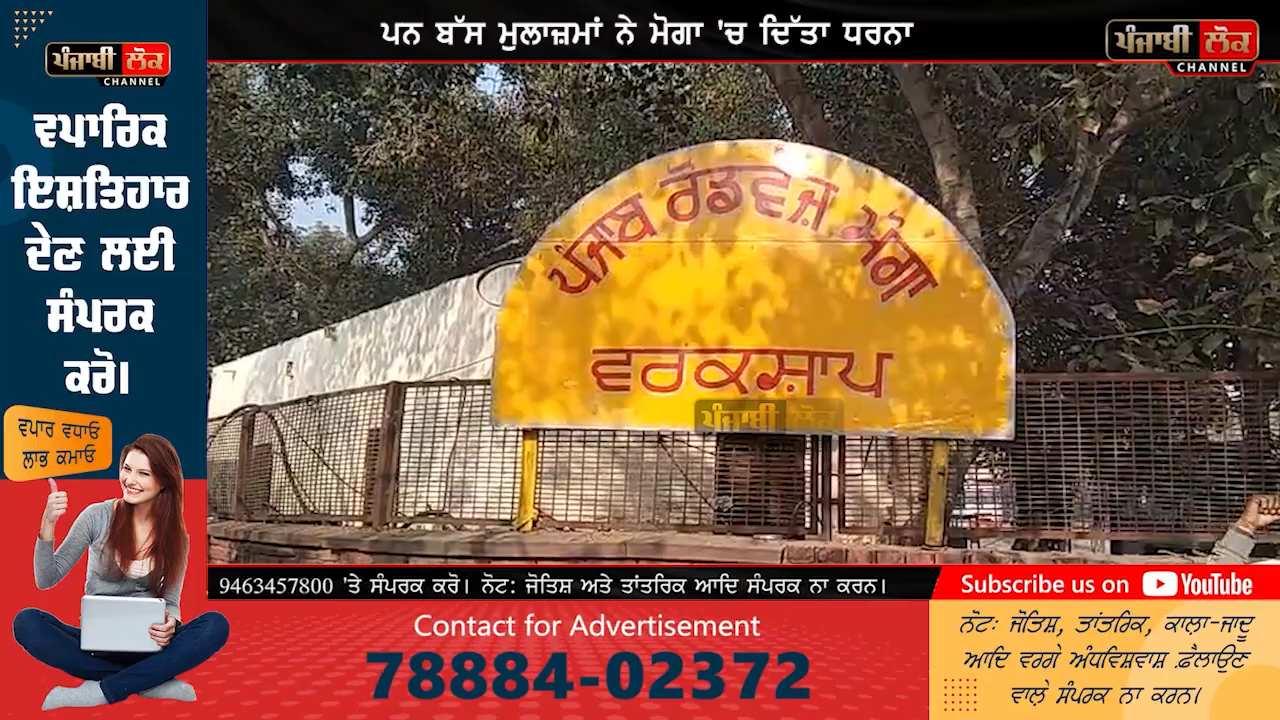 ਪਨ ਬੱਸ ਮੁਲਾਜ਼ਮਾਂ ਨੇ ਮੋਗਾ 'ਚ ਦਿੱਤਾ ਧਰਨਾ
ਪੰਜਾਬੀ ਲੋਕ
CHANNEL
ਪੰਜਾਬੀ ਲੋਕ
CHANNEL
ਵਪਾਰਿਕ
ਇਸ਼ਤਿਹਾਰ
ਦੇਣ ਲਈ
ਸੰਪਰਕ
ਕਰੋ।
ਵਪਾਰ ਵਧਾਓ
ਲਾਭ ਕਮਾਓ
ਪੰਜਾਬ ਰੋਡਵੇਜ਼ ਮੋਗਾ
ਵਰਕਸ਼ਾਪ
ਪੰਜਾਬੀ ਲੋਕ
9463457800 'ਤੇ ਸੰਪਰਕ ਕਰੋ। ਨੋਟ: ਜੋਤਿਸ਼ ਅਤੇ ਤਾਂਤਰਿਕ ਆਦਿ ਸੰਪਰਕ ਨਾ ਕਰਨ।
Subscribe us on YouTube
Contact for Advertisement
78884-02372
ਨੋਟ: ਜੋਤਿਸ਼, ਤਾਂਤਰਿਕ, ਕਾਲਾ-ਜਾਦੂ
ਆਦਿ ਵਰਗੇ ਅੰਧਵਿਸ਼ਵਾਸ਼ ਫ਼ੈਲਾਉਣ
ਵਾਲੇ ਸੰਪਰਕ ਨਾ ਕਰਨ।